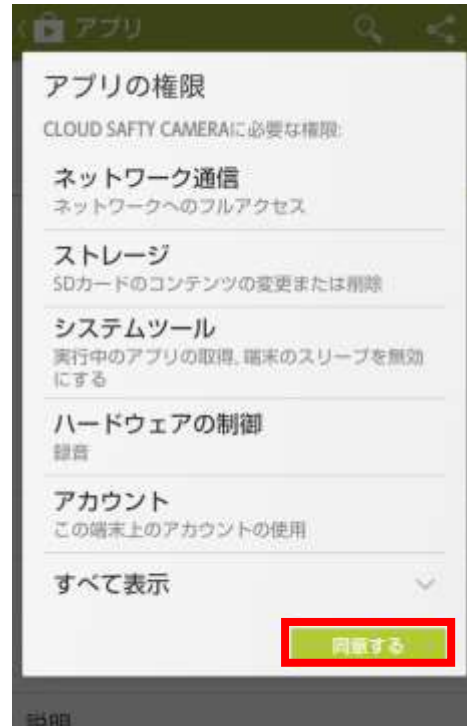 アプリ
アプリの権限
CLOUD SAFTY CAMERAに必要な権限:
ネットワーク通信
ネットワークへのフルアクセス
ストレージ
SDカードのコンテンツの変更または削除
システムツール
実行中のアプリの取得, 端末のスリープを無効
にする
ハードウェアの制御
録音
アカウント
この端末上のアカウントの使用
すべて表示
同意する
説明